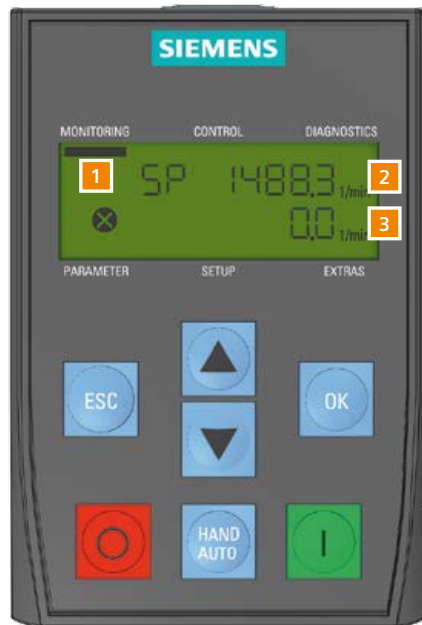 SIEMENS
MONITORING CONTROL DIAGNOSTICS
1 SP 1488.3 1/min 2
0.0 1/min 3
PARAMETER SETUP EXTRAS
ESC OK
HAND
AUTO